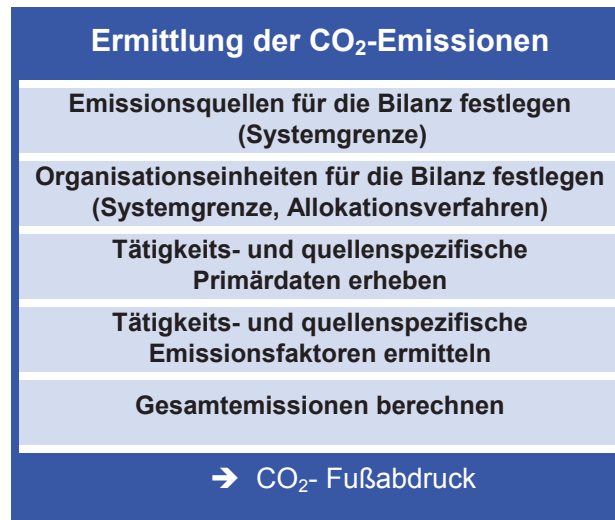 Ermittlung der CO₂-Emissionen
Emissionsquellen für die Bilanz festlegen
(Systemgrenze)
Organisationseinheiten für die Bilanz festlegen
(Systemgrenze, Allokationsverfahren)
Tätigkeits- und quellenspezifische
Primärdaten erheben
Tätigkeits- und quellenspezifische
Emissionsfaktoren ermitteln
Gesamtemissionen berechnen
➔ CO₂- Fußabdruck